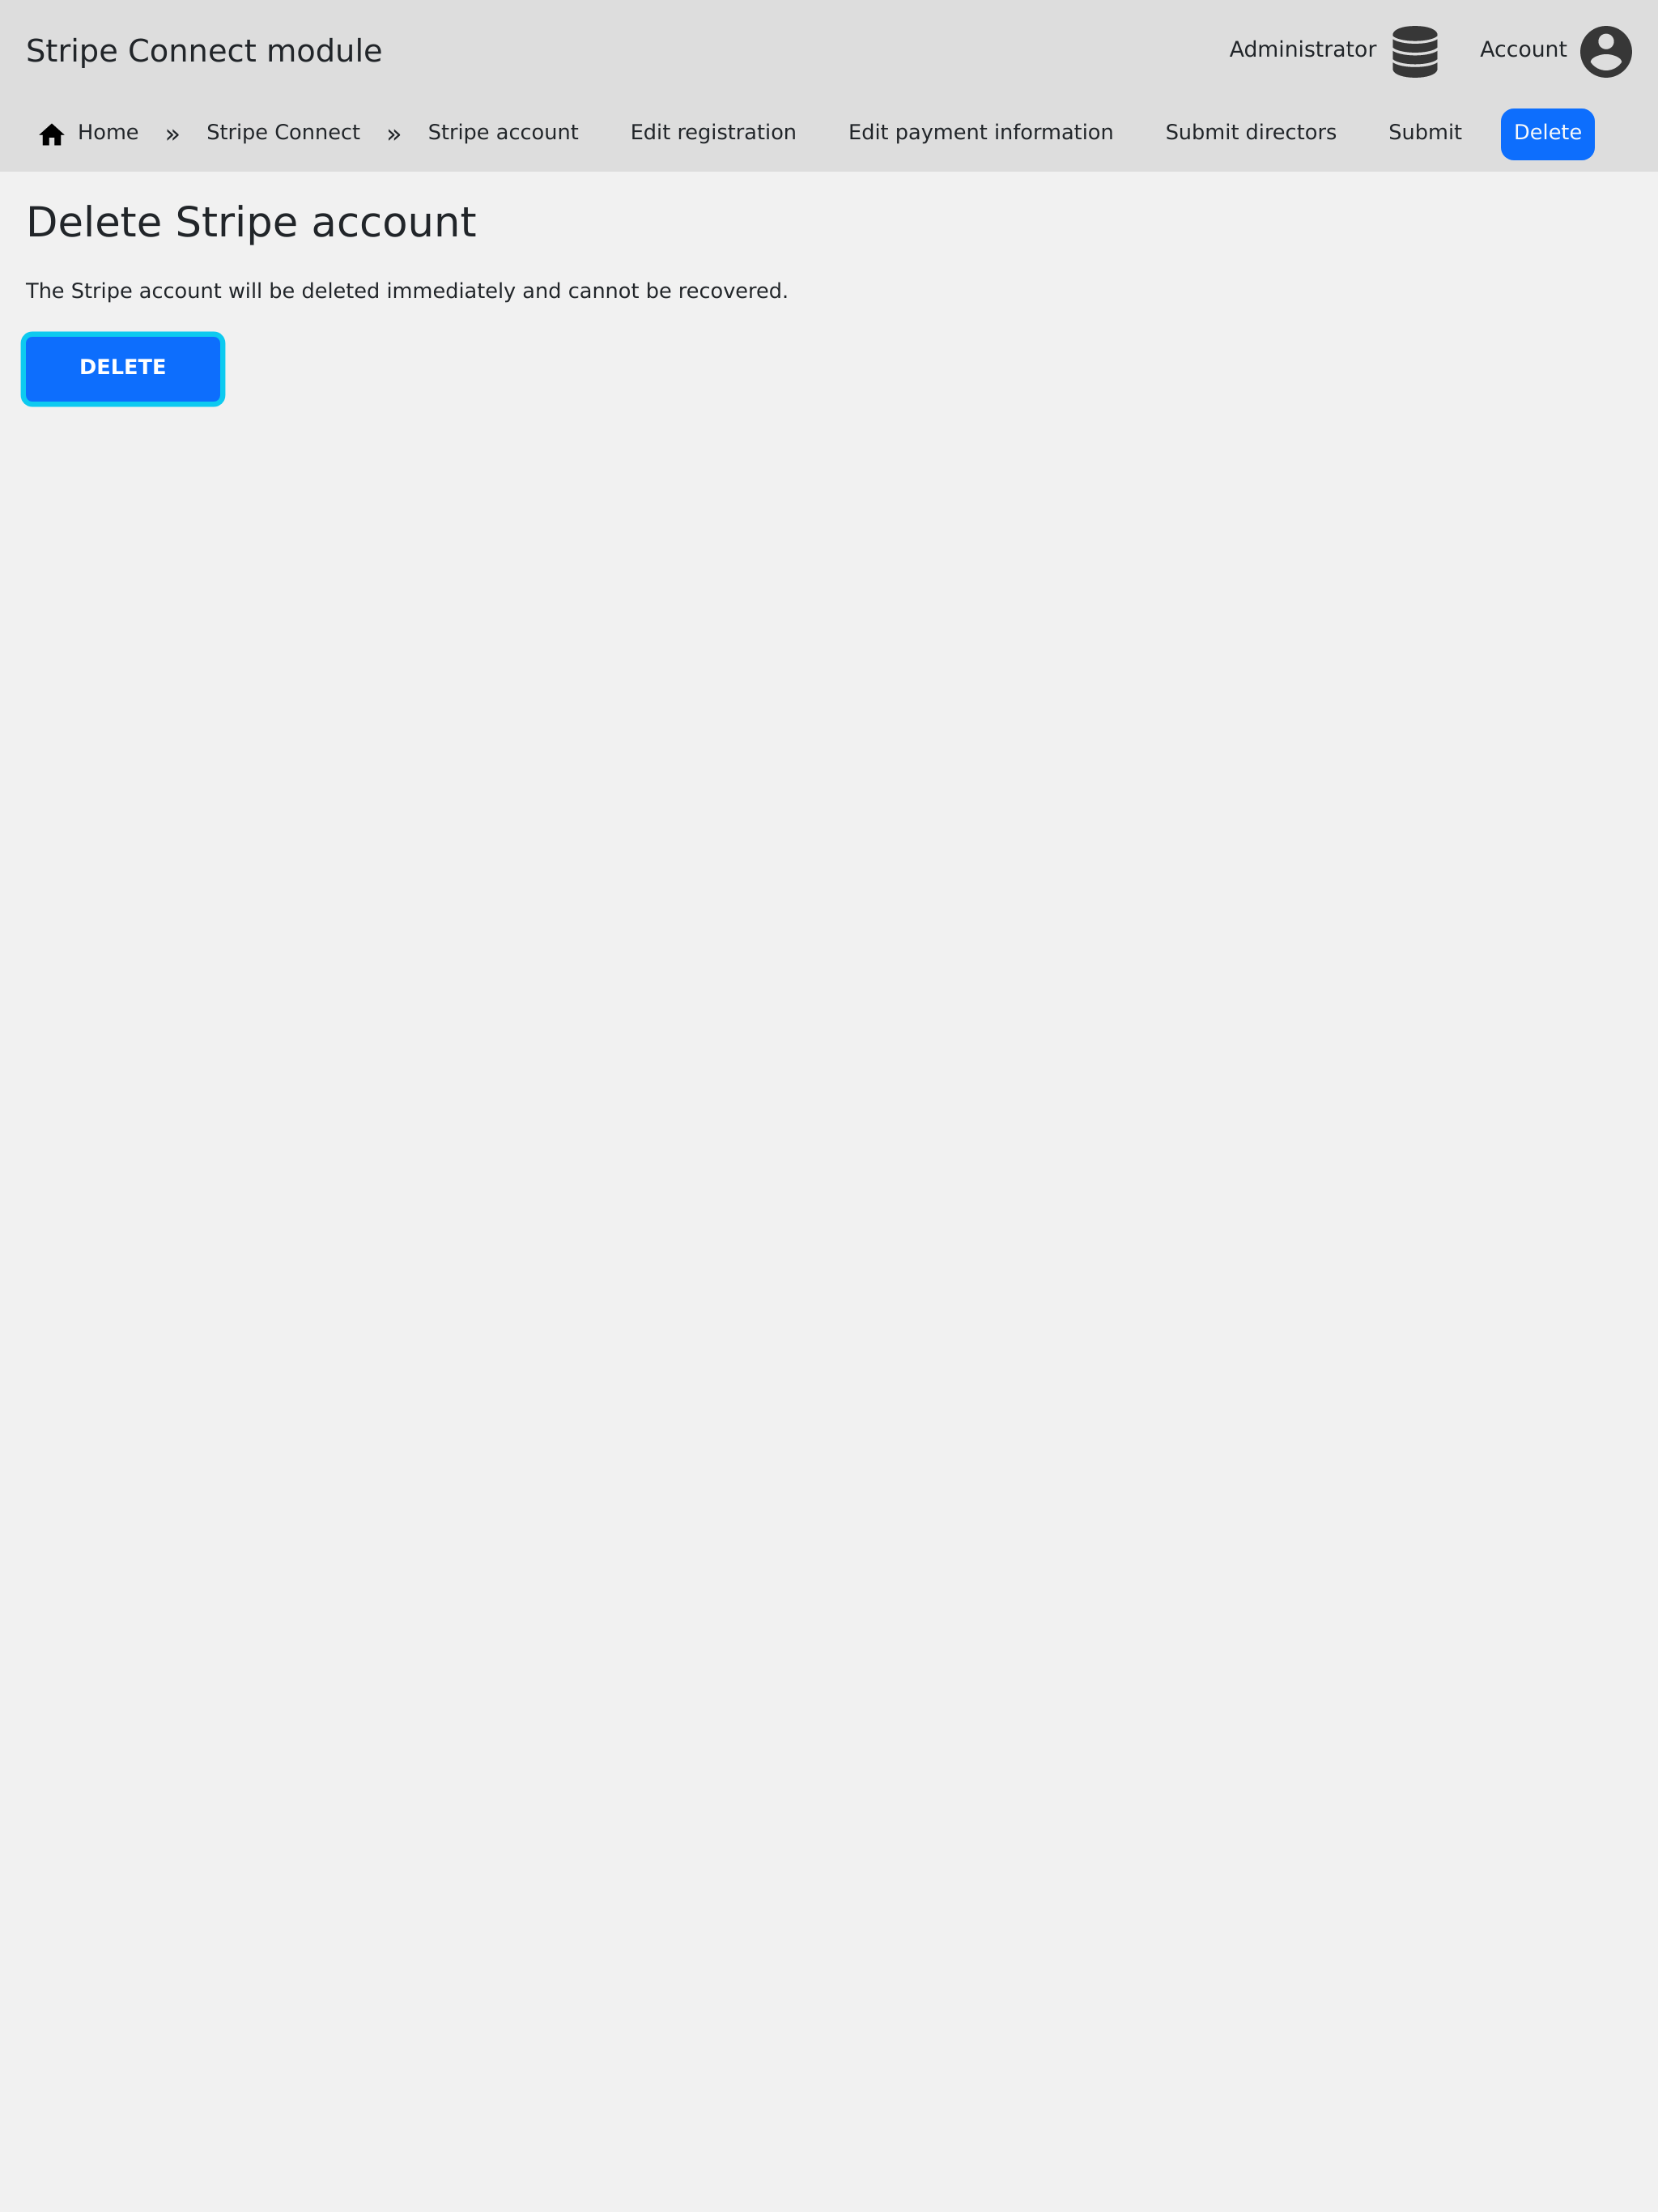 Stripe Connect module
Administrator
Account
Home » Stripe Connect » Stripe account Edit registration Edit payment information Submit directors Submit Delete
Delete Stripe account
The Stripe account will be deleted immediately and cannot be recovered.
DELETE